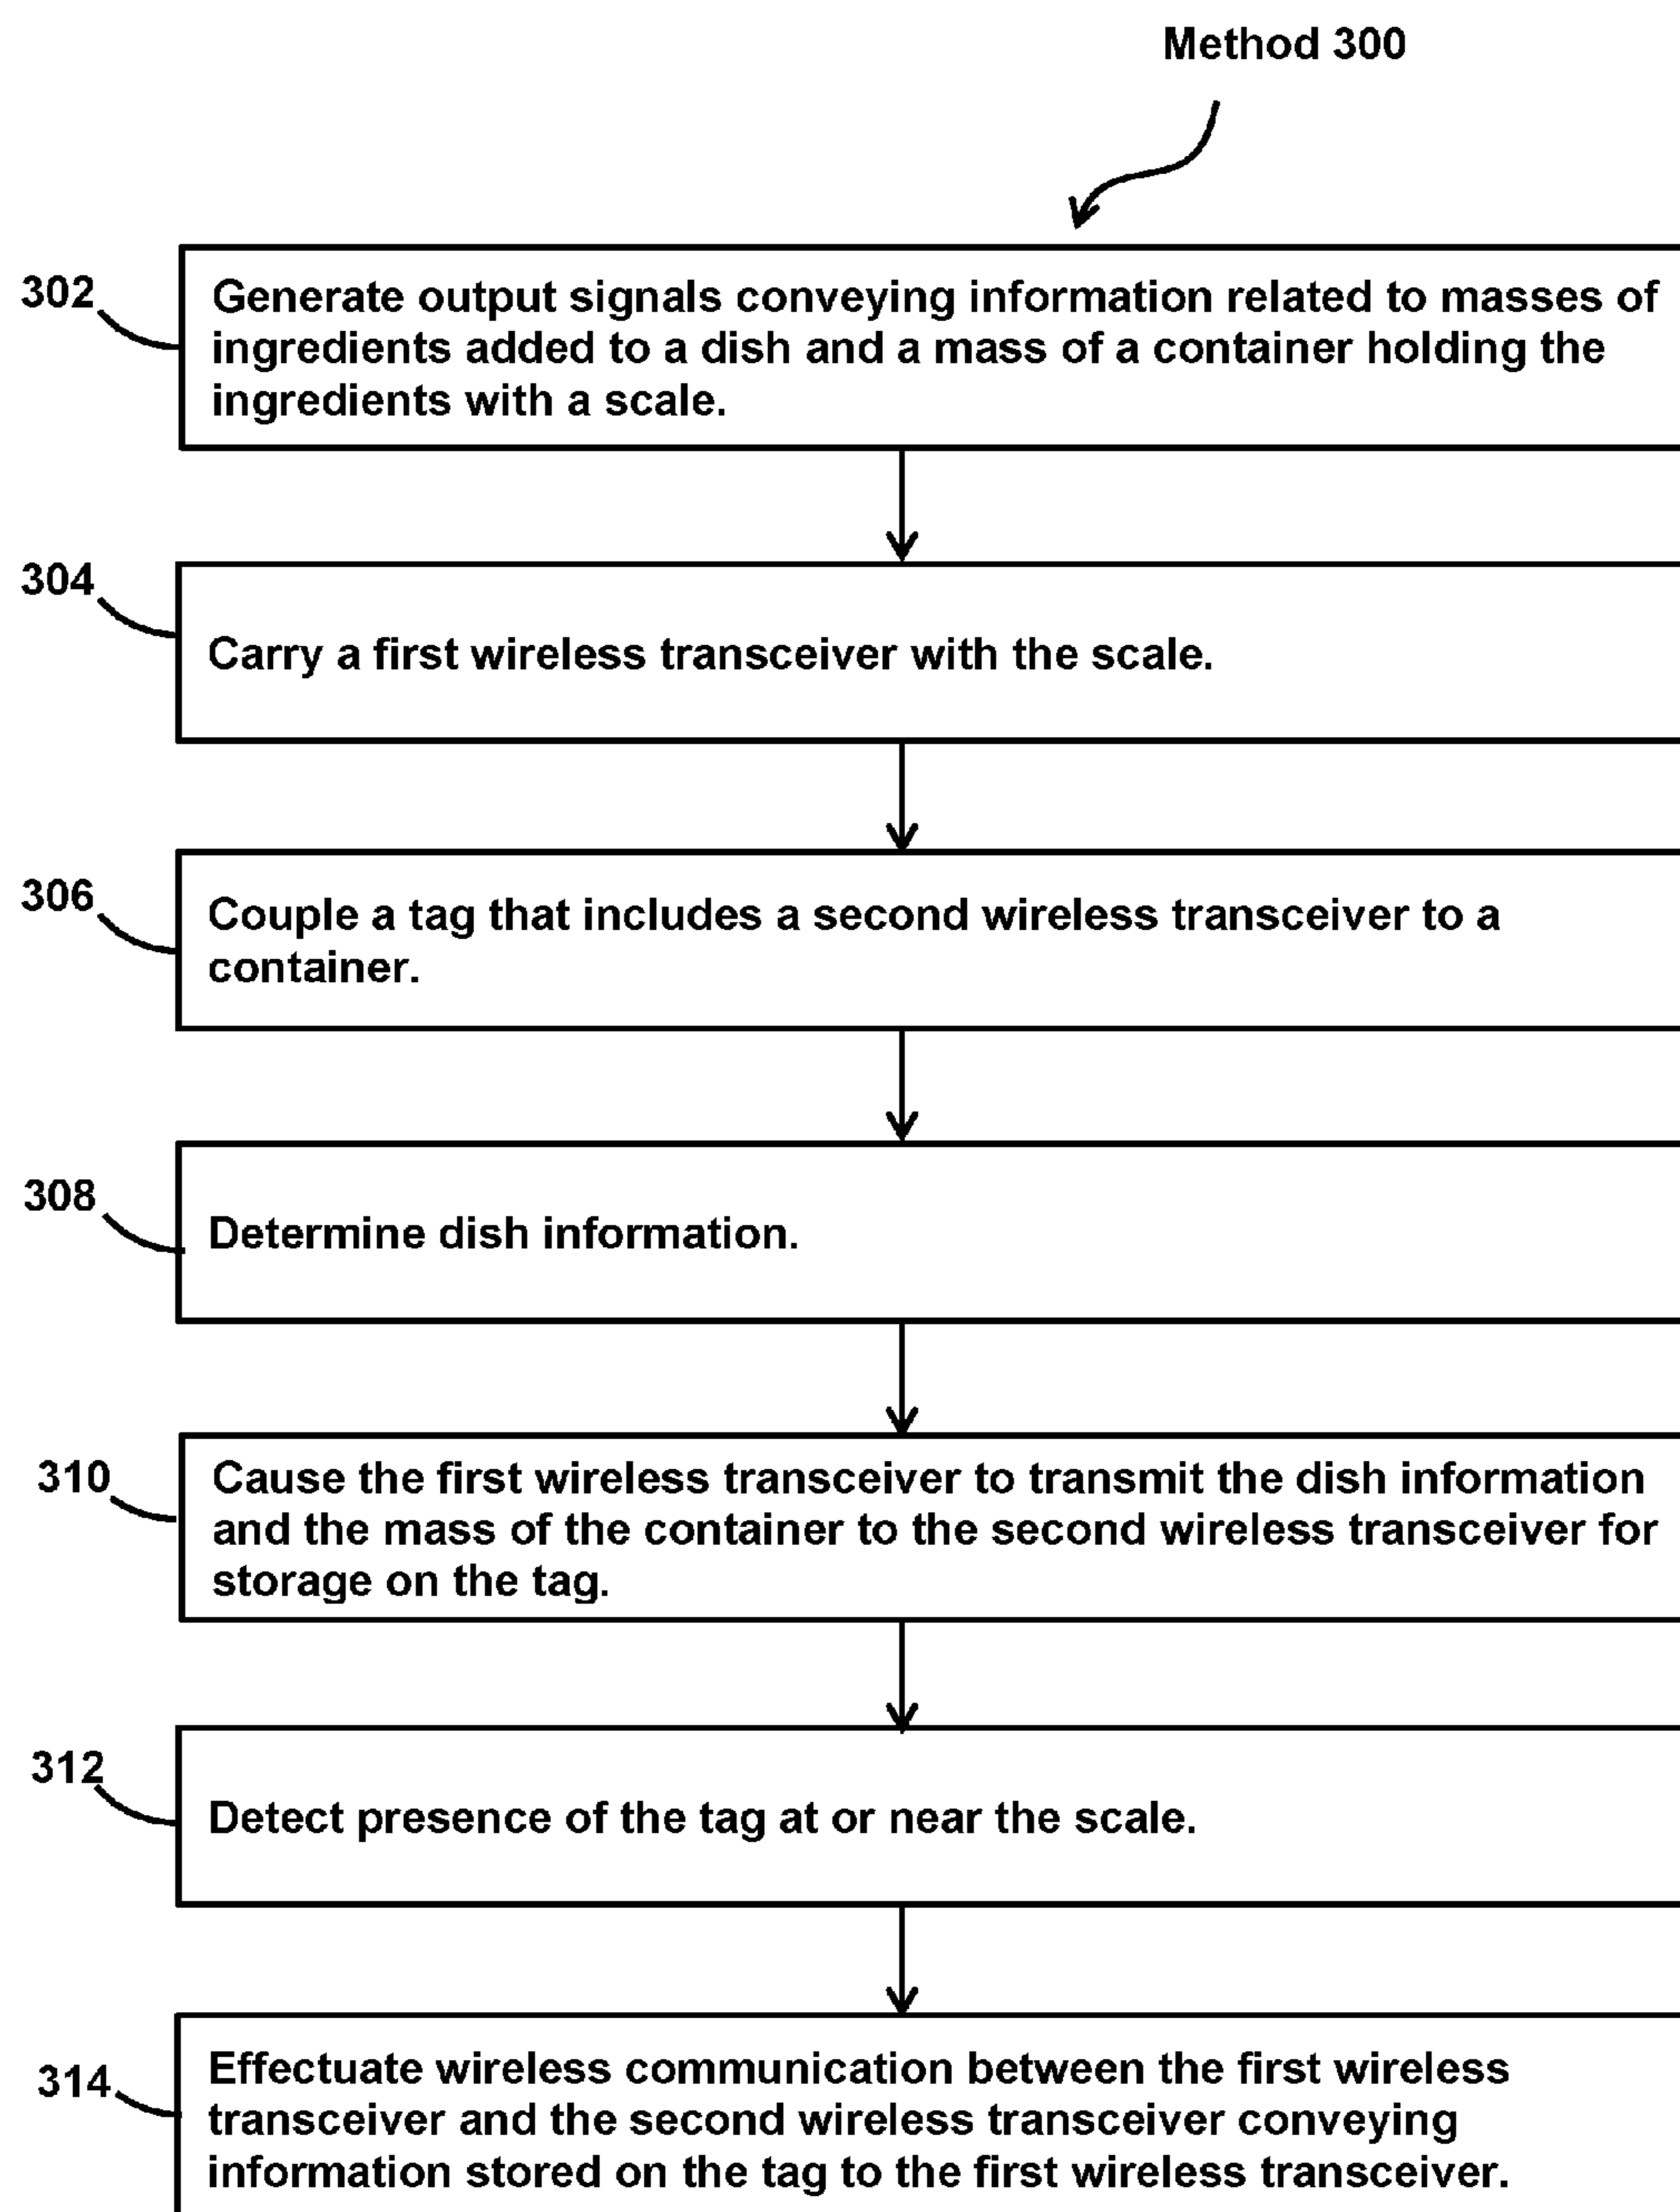 Method 300
302
Generate output signals conveying information related to masses of
ingredients added to a dish and a mass of a container holding the
ingredients with a scale.
304
Carry a first wireless transceiver with the scale.
306
Couple a tag that includes a second wireless transceiver to a
container.
308
Determine dish information.
310
Cause the first wireless transceiver to transmit the dish information
and the mass of the container to the second wireless transceiver for
storage on the tag.
312
Detect presence of the tag at or near the scale.
314
Effectuate wireless communication between the first wireless
transceiver and the second wireless transceiver conveying
information stored on the tag to the first wireless transceiver.